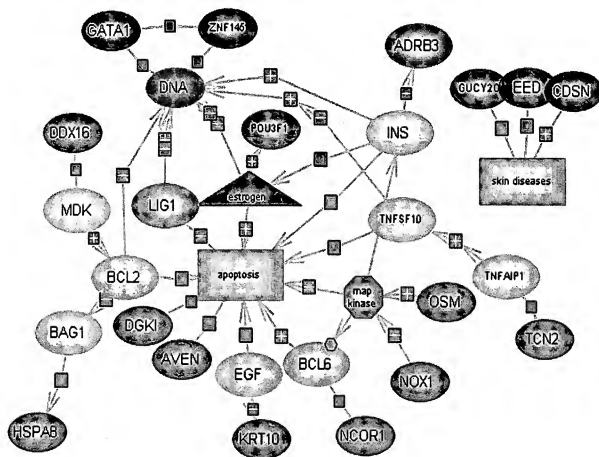 GATA1
ZNF145
ADRB3
DNA
GUCY2D
EED
CDSN
DDX16
POU3F1
INS
MDK
LIG1
estrogen
TNFSF10
skin diseases
BCL2
apoptosis
map
kinase
OSM
TNFAIP1
BAG1
DGKI
AVEN
EGF
BCL6
NOX1
TCN2
HSPA8
KRT10
NCOR1